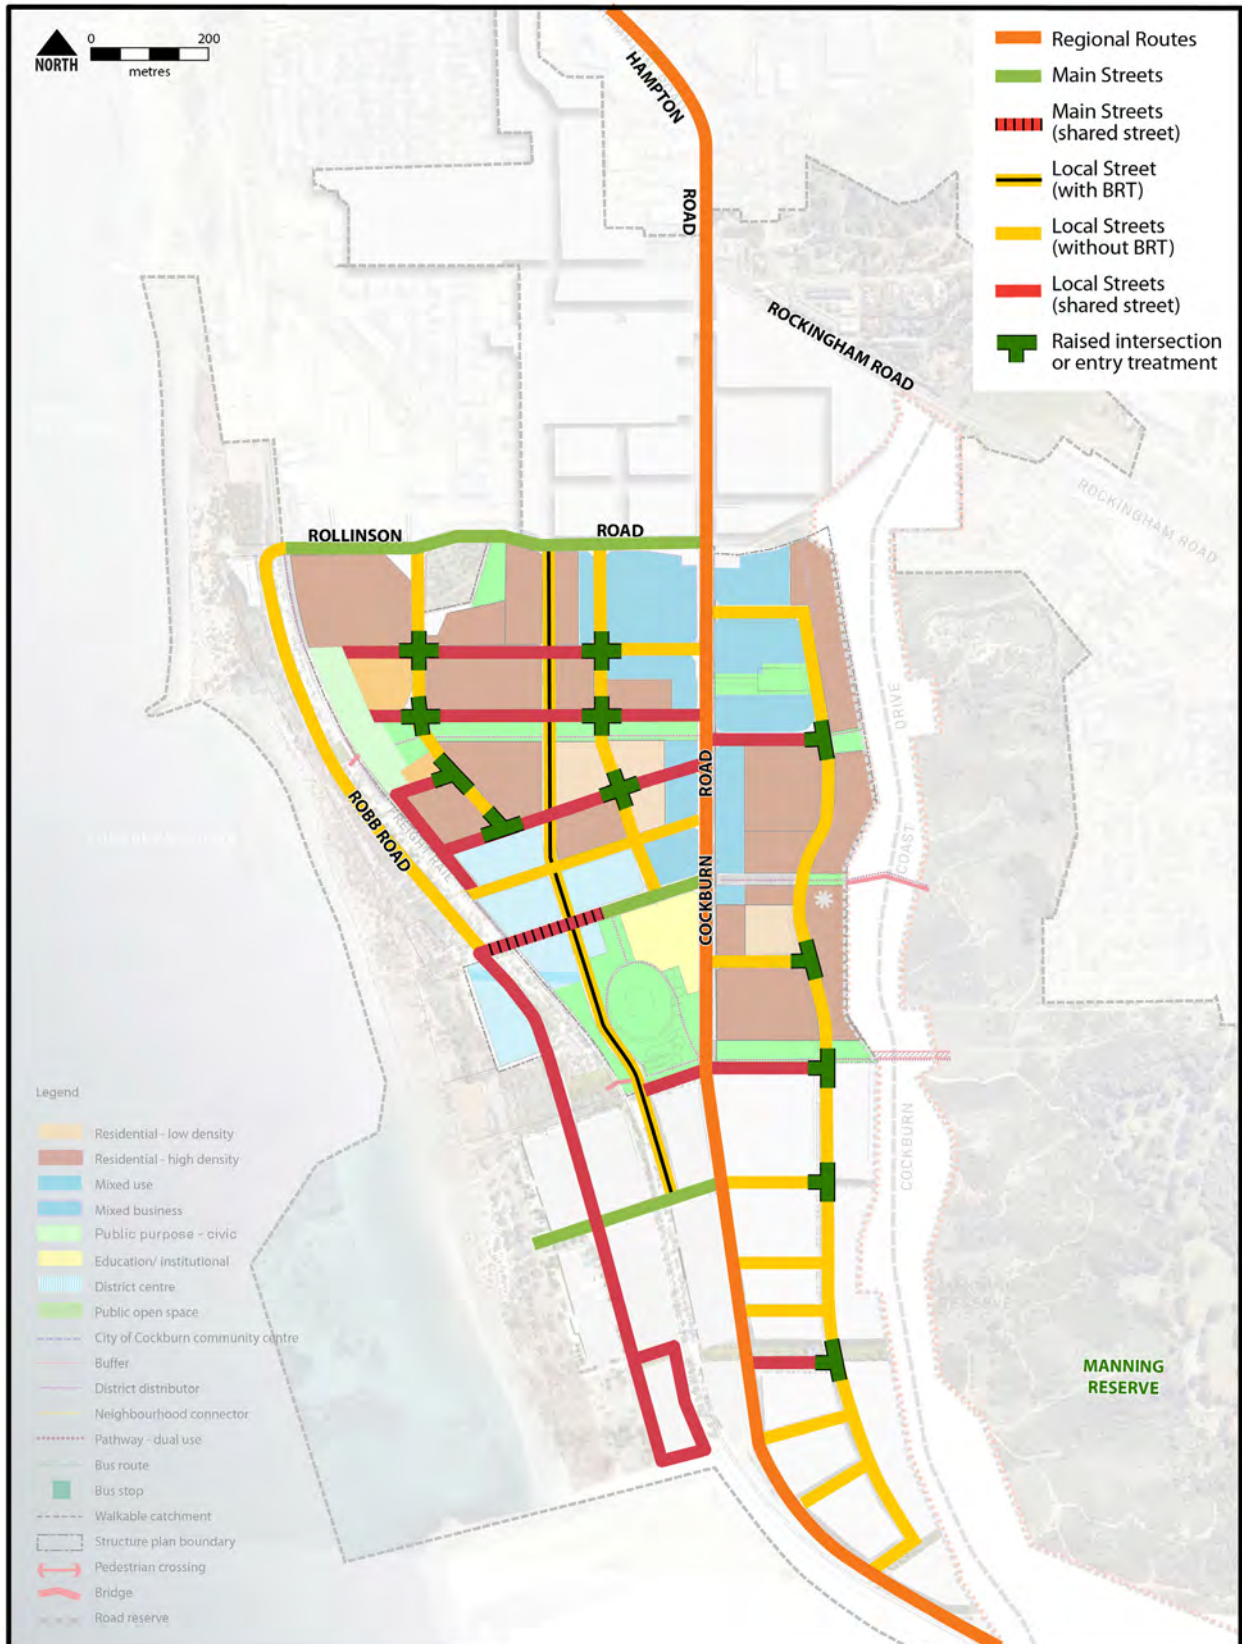 0 200
metres
NORTH
Regional Routes
Main Streets
Main Streets
(shared street)
Local Street
(with BRT)
Local Streets
(without BRT)
Local Streets
(shared street)
Raised intersection
or entry treatment
HAMPTON
ROAD
ROCKINGHAM ROAD
ROCKINGHAM ROAD
ROLLINSON
ROAD
DRIVE
ROAD
ROBB ROAD
FREIGHT RAIL
COAST
COCKBURN
COCKBURN
MANNING
RESERVE
Legend
Residential - low density
Residential - high density
Mixed use
Mixed business
Public purpose - civic
Education/ institutional
District centre
Public open space
City of Cockburn community centre
Buffer
District distributor
Neighbourhood connector
Pathway - dual use
Bus route
Bus stop
Walkable catchment
Structure plan boundary
Pedestrian crossing
Bridge
Road reserve